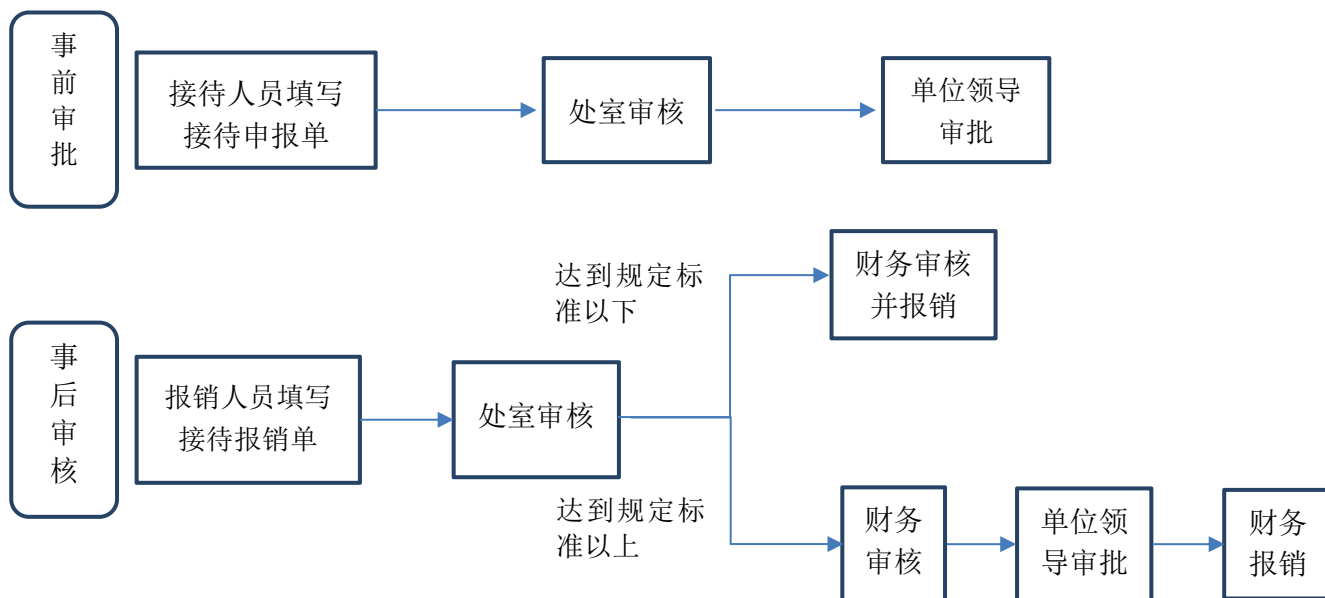 事
前
审
批
接待人员填写
接待申报单
处室审核
单位领导
审批
达到规定标
准以下
财务审核
并报销
事
后
审
核
报销人员填写
接待报销单
处室审核
达到规定标
准以上
财务
审核
单位领
导审批
财务
报销